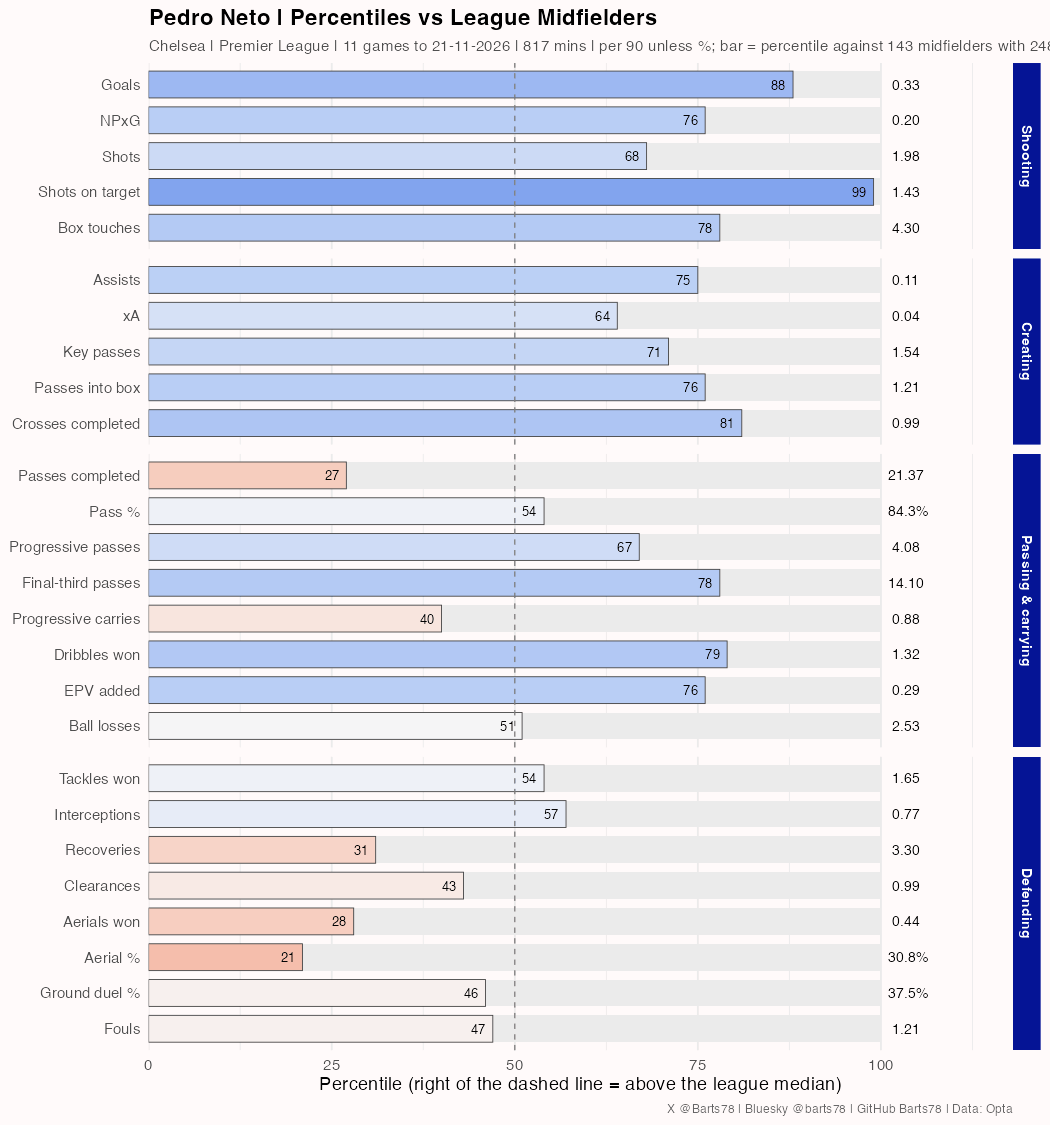 Pedro Neto | Percentiles vs League Midfielders
Chelsea | Premier League | 11 games to 21-11-2026 | 817 mins | per 90 unless %; bar = percentile against 143 midfielders with 248
Goals 88 0.33
NPxG 76 0.20
Shots 68 1.98
Shots on target 99 1.43
Box touches 78 4.30
Shooting
Assists 75 0.11
xA 64 0.04
Key passes 71 1.54
Passes into box 76 1.21
Crosses completed 81 0.99
Creating
Passes completed 27 21.37
Pass % 54 84.3%
Progressive passes 67 4.08
Final-third passes 78 14.10
Progressive carries 40 0.88
Dribbles won 79 1.32
EPV added 76 0.29
Ball losses 51 2.53
Passing & carrying
Tackles won 54 1.65
Interceptions 57 0.77
Recoveries 31 3.30
Clearances 43 0.99
Aerials won 28 0.44
Aerial % 21 30.8%
Ground duel % 46 37.5%
Fouls 47 1.21
Defending
0 25 50 75 100
Percentile (right of the dashed line = above the league median)
X @Barts78 | Bluesky @barts78 | GitHub Barts78 | Data: Opta